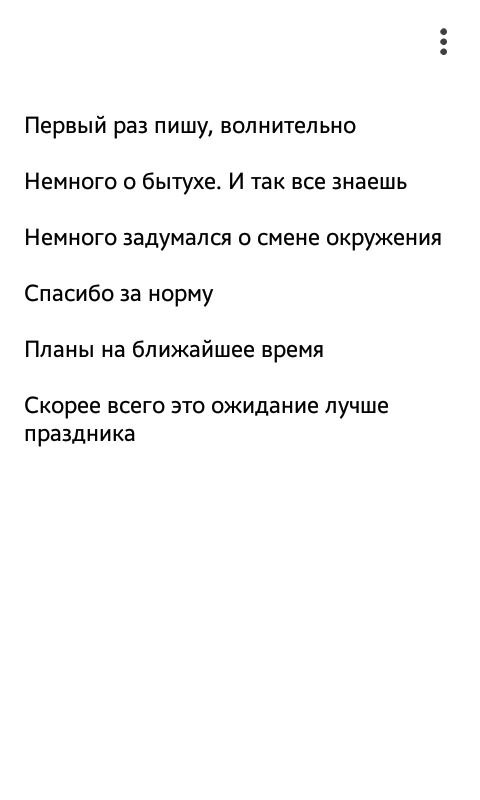 Первый раз пишу, волнительно
Немного о бытухе. И так все знаешь
Немного задумался о смене окружения
Спасибо за норму
Планы на ближайшее время
Скорее всего это ожидание лучше
праздника